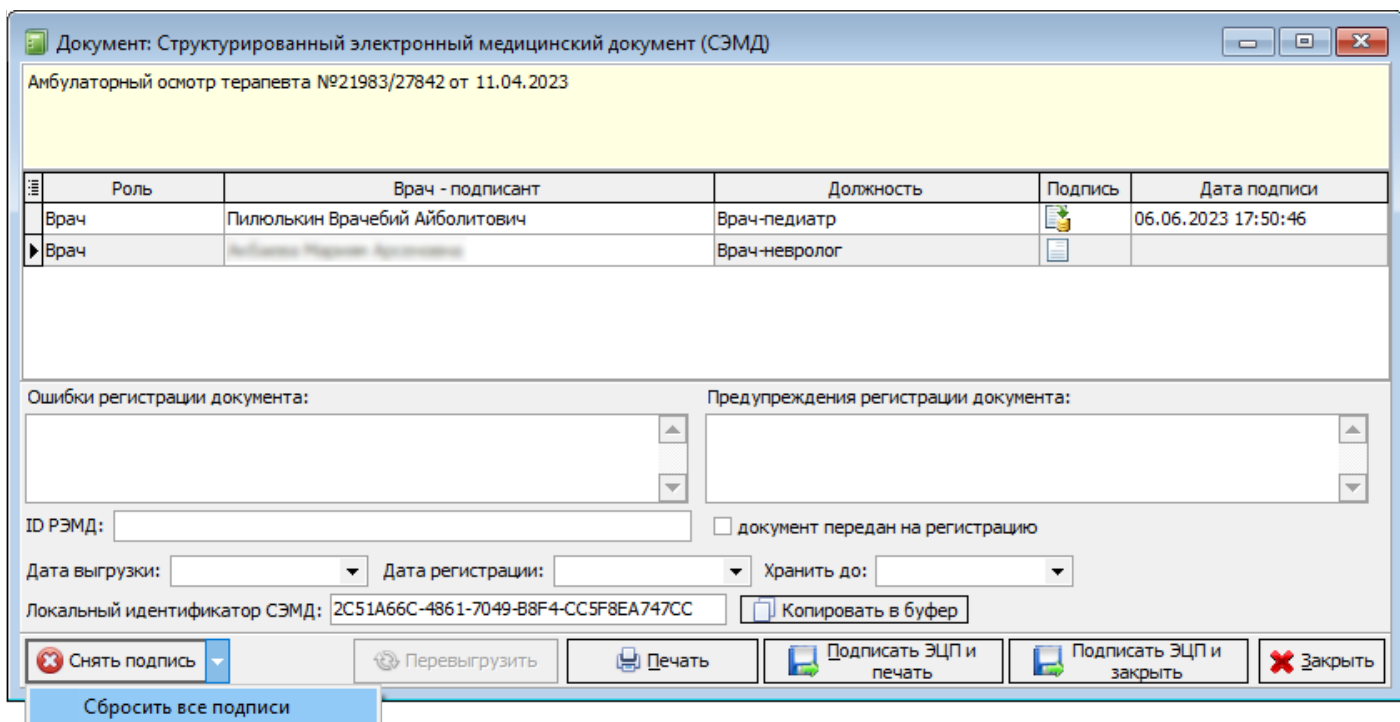 Документ: Структурированный электронный медицинский документ (СЭМД)
Амбулаторный осмотр терапевта №21983/27842 от 11.04.2023
Роль Врач - подписант Должность Подпись Дата подписи
Врач Пилюлькин Врачебий Айболитович Врач-педиатр 06.06.2023 17:50:46
Врач Врач-невролог
Ошибки регистрации документа: Предупреждения регистрации документа:
ID РЭМД: документ передан на регистрацию
Дата выгрузки: Дата регистрации: Хранить до:
Локальный идентификатор СЭМД: 2C51A66C-4861-7049-B8F4-CC5F8EA747CC Копировать в буфер
Снять подпись Перевыгрузить Печать Подписать ЭЦП и печать Подписать ЭЦП и закрыть Закрыть
Сбросить все подписи